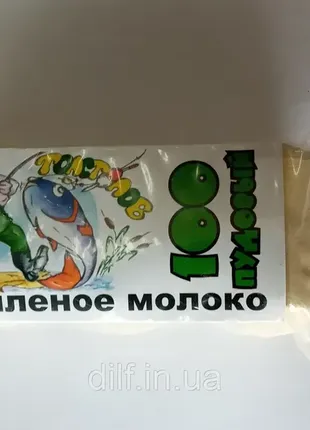 ТОЛСТОЛОБ
100
ПУДОВЫЙ
пленое молоко
© dilf.in.ua